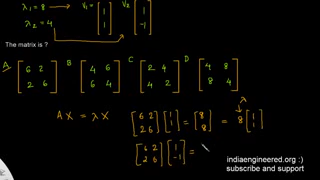 λ₁ = 8 → V₁ = [1 1] V₂ [1 -1]
λ₂ = 4
The matrix is ?
A [6 2 2 6] B [4 6 6 4] C [2 4 4 2] D [4 8 8 4]
AX = λX [6 2 2 6] [1 1] = [8 8] = 8 [1 1]
λ
[6 2 2 6] [1 -1] =
indiaengineered.org :)
subscribe and support